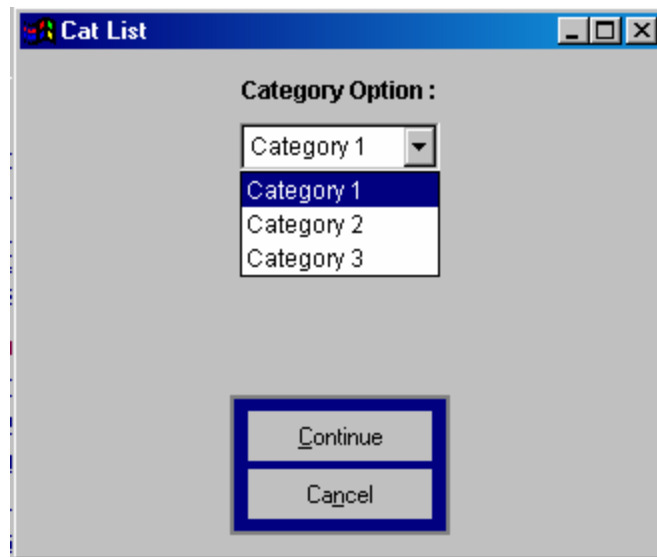 Cat List
Category Option :
Category 1
Category 1
Category 2
Category 3
Continue
Cancel